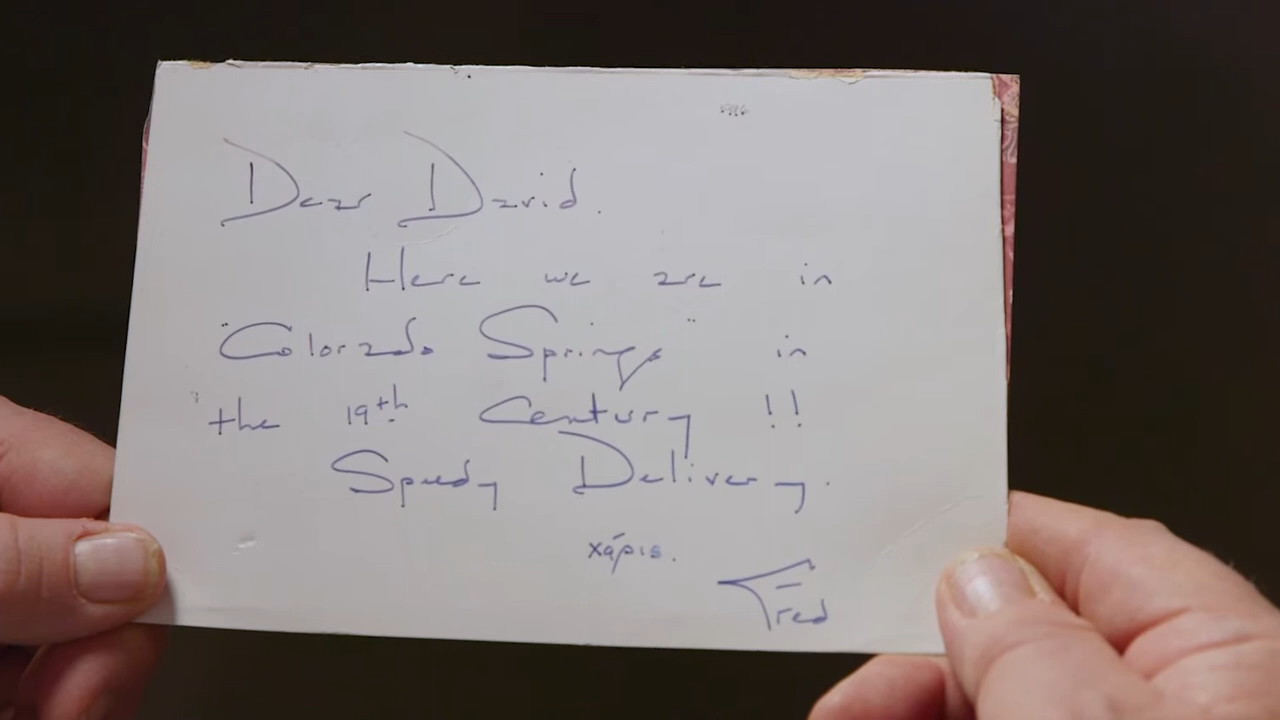 Dear David.
Here we are in
"Colorado Springs" in
the 19th Century !!
Speedy Delivery.
χάρις.
Fred